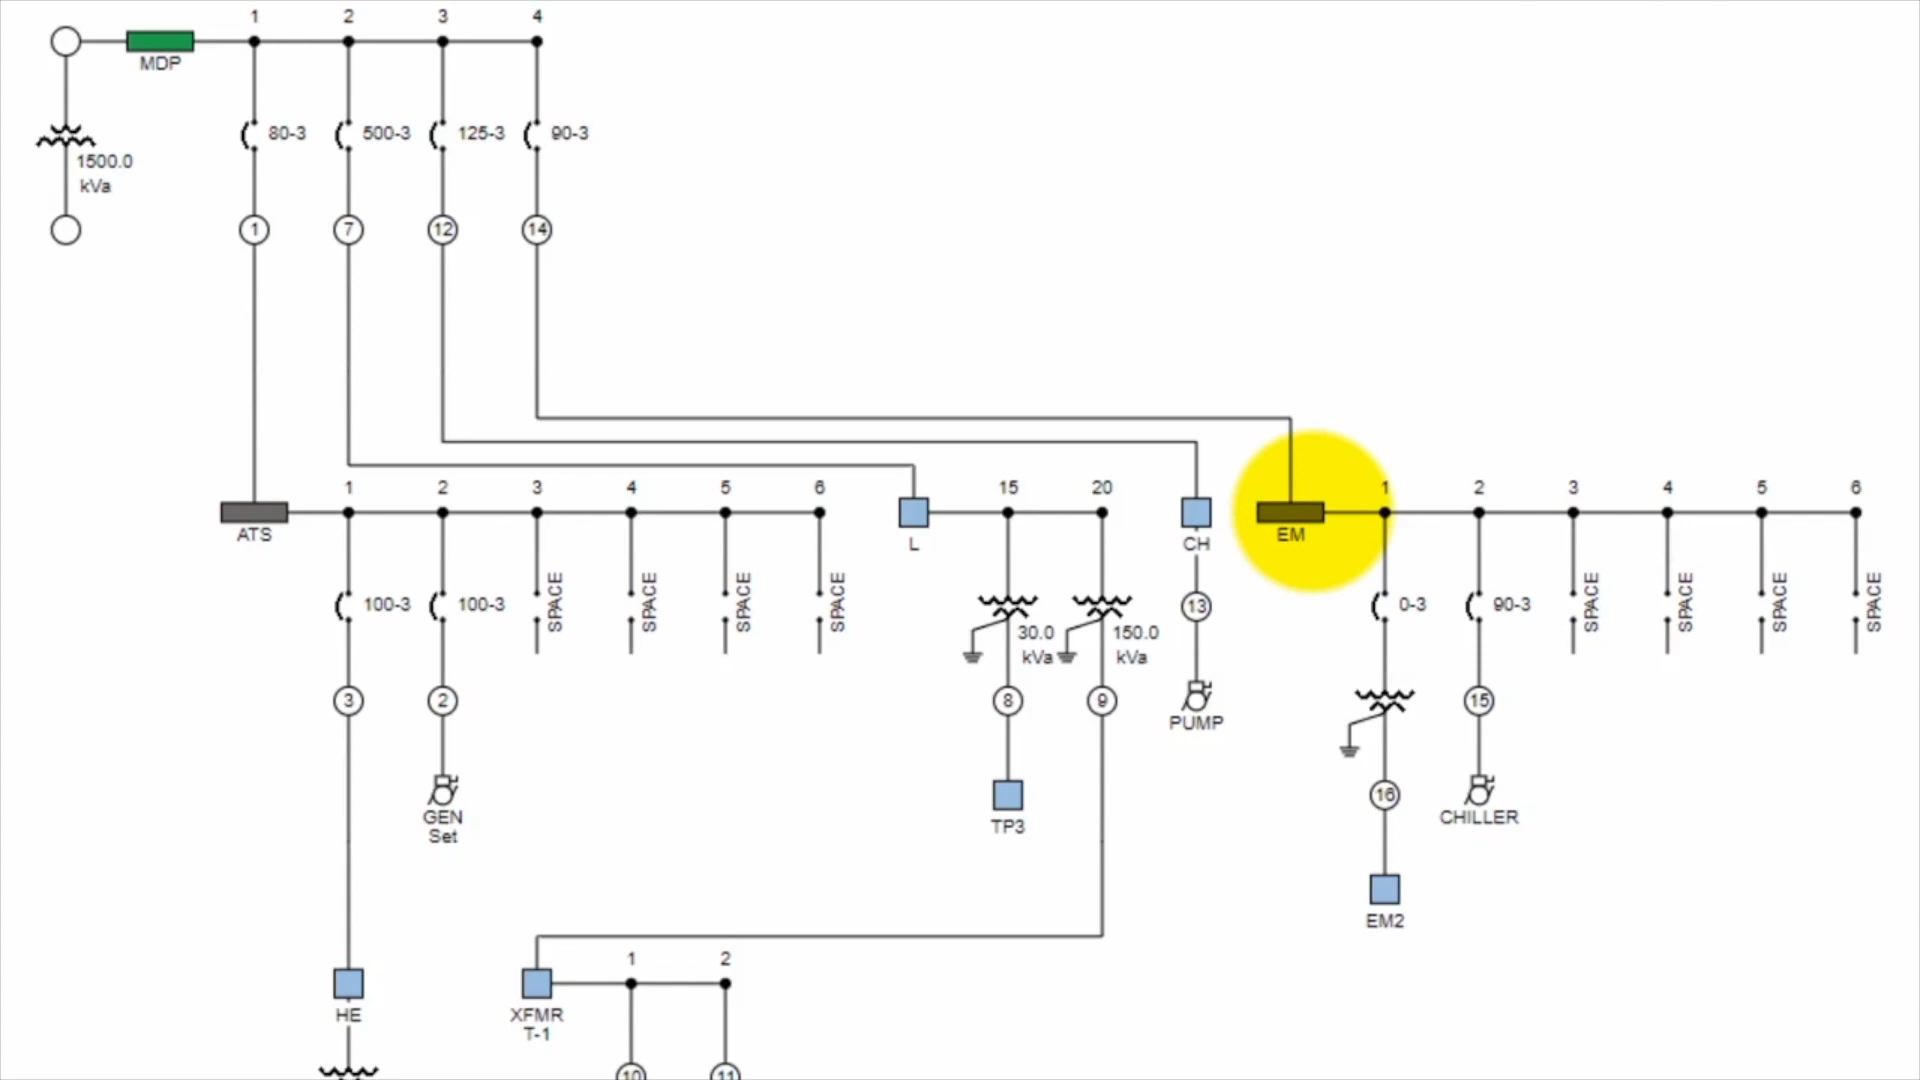 1 2 3 4
MDP
80-3 500-3 125-3 90-3
1500.0
kVa
1 7 12 14
1 2 3 4 5 6 15 20 1 2 3 4 5 6
ATS L CH EM
100-3 100-3 SPACE SPACE SPACE SPACE 13 0-3 90-3 SPACE SPACE SPACE SPACE
30.0 150.0
kVa kVa
3 2 8 9 15
PUMP
16
GEN
Set
TP3
CHILLER
EM2
1 2
HE
XFMR
T-1
10 11